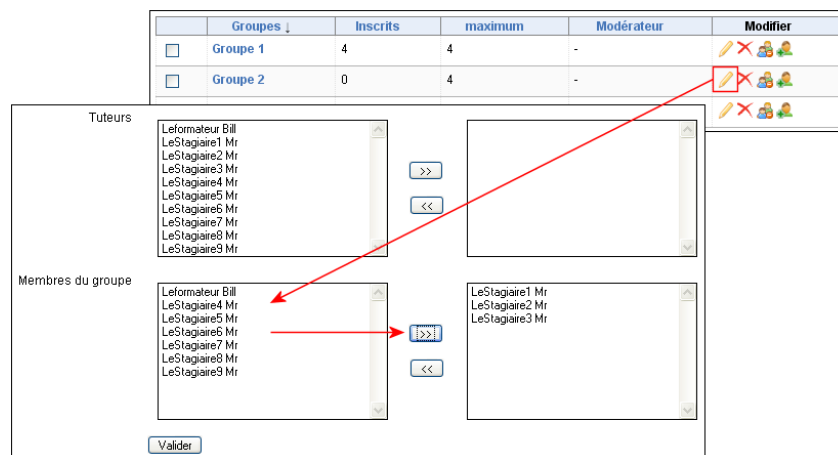 Groupes ↓ Inscrits maximum Modérateur Modifier
Groupe 1 4 4 -
Groupe 2 0 4 -
Tuteurs
Leformateur Bill
LeStagiaire1 Mr
LeStagiaire2 Mr
LeStagiaire3 Mr
LeStagiaire4 Mr
LeStagiaire5 Mr
LeStagiaire6 Mr
LeStagiaire7 Mr
LeStagiaire8 Mr
LeStagiaire9 Mr
>>
<<
Membres du groupe
Leformateur Bill
LeStagiaire4 Mr
LeStagiaire5 Mr
LeStagiaire6 Mr
LeStagiaire7 Mr
LeStagiaire8 Mr
LeStagiaire9 Mr
>>
<<
LeStagiaire1 Mr
LeStagiaire2 Mr
LeStagiaire3 Mr
Valider